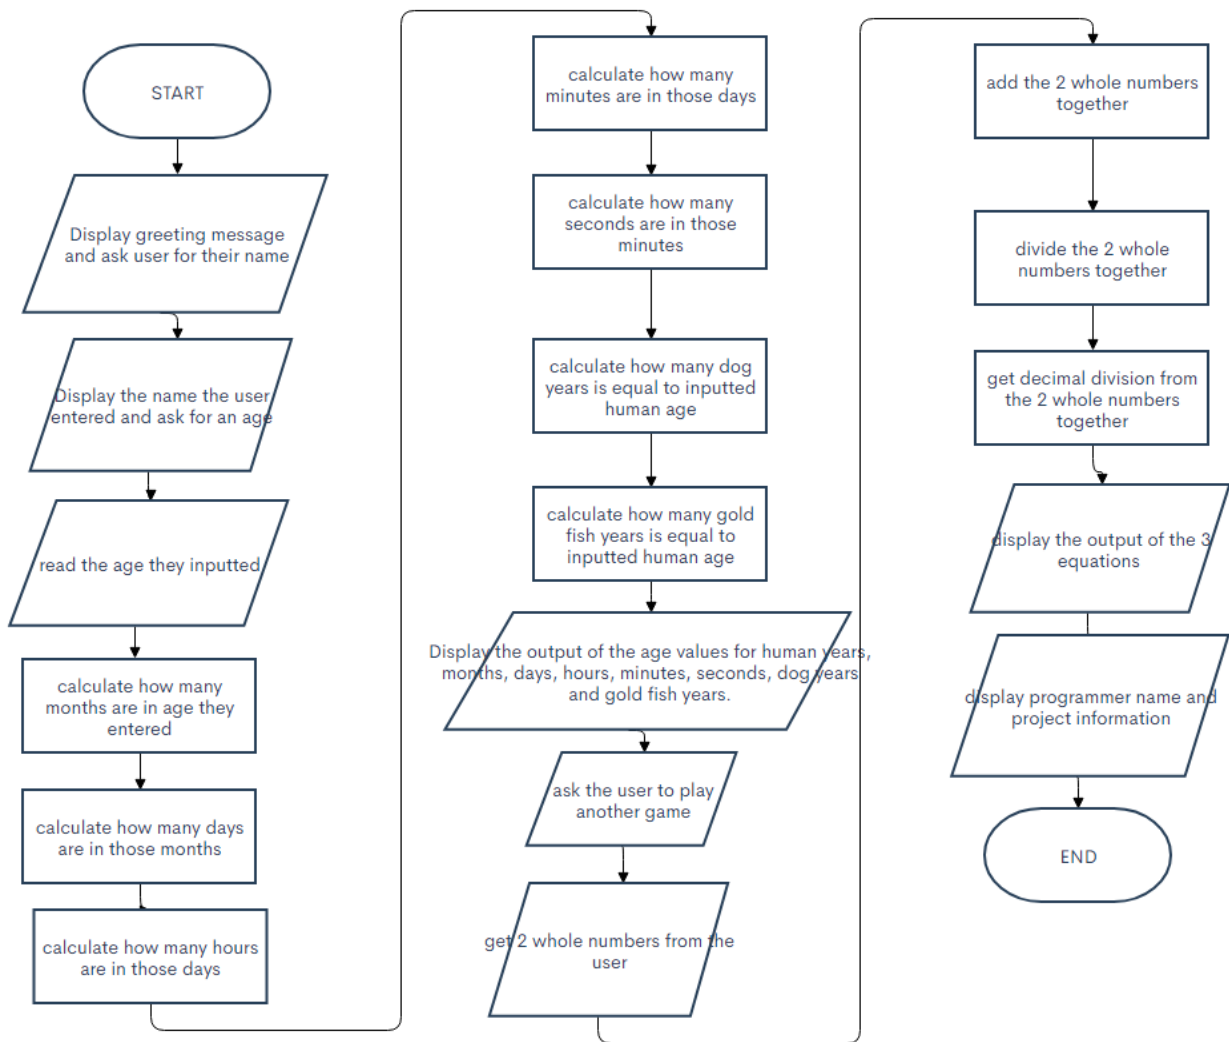 START
Display greeting message
and ask user for their name
Display the name the user
entered and ask for an age
read the age they inputted
calculate how many
months are in age they
entered
calculate how many days
are in those months
calculate how many hours
are in those days
calculate how many
minutes are in those days
calculate how many
seconds are in those
minutes
calculate how many dog
years is equal to inputted
human age
calculate how many gold
fish years is equal to
inputted human age
Display the output of the age values for human years,
months, days, hours, minutes, seconds, dog years
and gold fish years.
ask the user to play
another game
get 2 whole numbers from the
user
add the 2 whole numbers
together
divide the 2 whole
numbers together
get decimal division from
the 2 whole numbers
together
display the output of the 3
equations
display programmer name and
project information
END